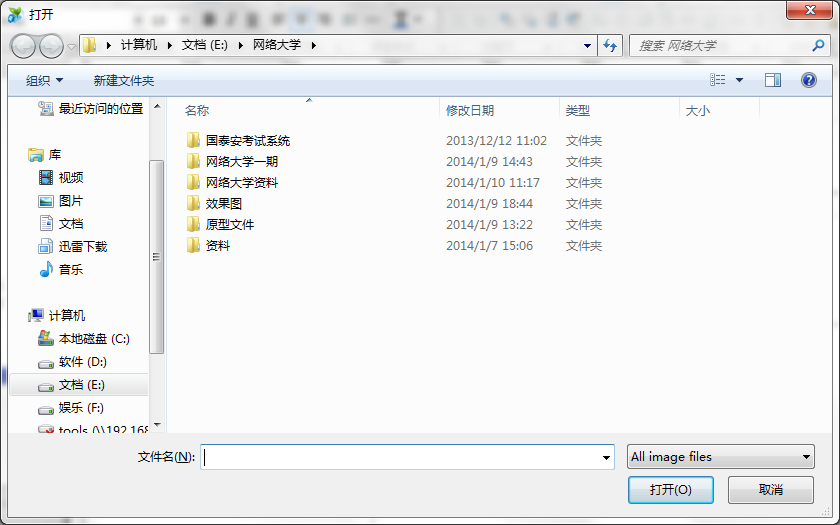 打开
计算机 文档 (E:) 网络大学
搜索 网络大学
组织 新建文件夹
最近访问的位置
库
视频
图片
文档
迅雷下载
音乐
计算机
本地磁盘 (C:)
软件 (D:)
文档 (E:)
娱乐 (F:)
tools (\\192.168
名称 修改日期 类型 大小
国泰安考试系统 2013/12/12 11:02 文件夹
网络大学一期 2014/1/9 14:43 文件夹
网络大学资料 2014/1/10 11:17 文件夹
效果图 2014/1/9 18:44 文件夹
原型文件 2014/1/9 13:22 文件夹
资料 2014/1/7 15:06 文件夹
文件名(N): All image files
打开(O) 取消